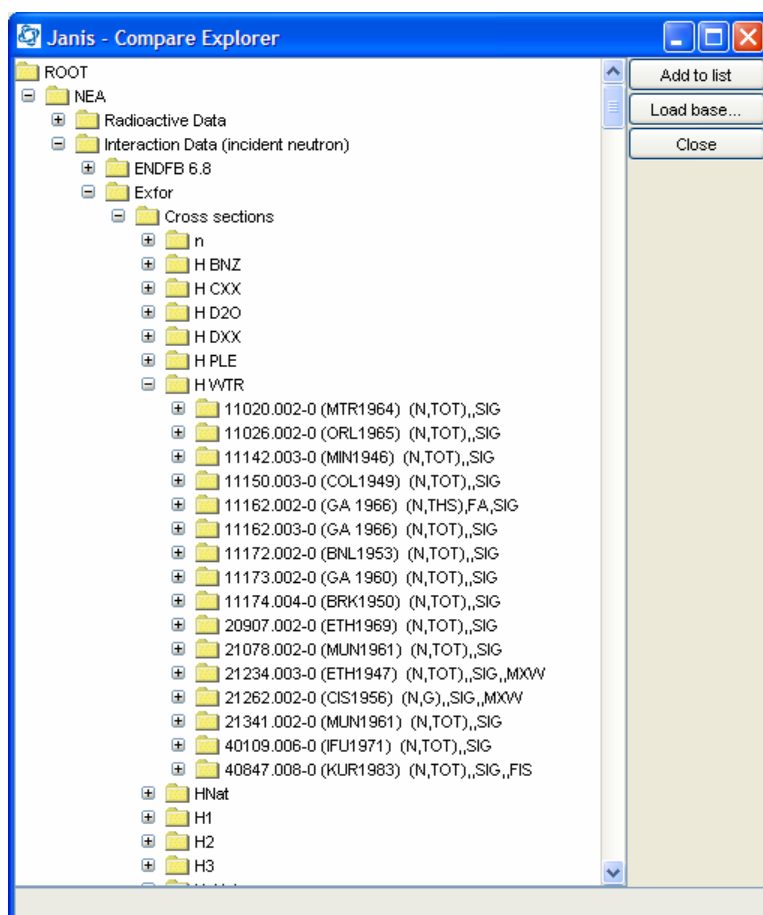 Janis - Compare Explorer
ROOT
NEA
Radioactive Data
Interaction Data (incident neutron)
ENDFB 6.8
Exfor
Cross sections
n
H BNZ
H CXX
H D2O
H DXX
H PLE
H WTR
11020.002-0 (MTR1964) (N,TOT),,SIG
11026.002-0 (ORL1965) (N,TOT),,SIG
11142.003-0 (MIN1946) (N,TOT),,SIG
11150.003-0 (COL1949) (N,TOT),,SIG
11162.002-0 (GA 1966) (N,THS),FA,SIG
11162.003-0 (GA 1966) (N,TOT),,SIG
11172.002-0 (BNL1953) (N,TOT),,SIG
11173.002-0 (GA 1960) (N,TOT),,SIG
11174.004-0 (BRK1950) (N,TOT),,SIG
20907.002-0 (ETH1969) (N,TOT),,SIG
21078.002-0 (MUN1961) (N,TOT),,SIG
21234.003-0 (ETH1947) (N,TOT),,SIG,,MXW
21262.002-0 (CIS1956) (N,G),,SIG,,MXW
21341.002-0 (MUN1961) (N,TOT),,SIG
40109.006-0 (IFU1971) (N,TOT),,SIG
40847.008-0 (KUR1983) (N,TOT),,SIG,,FIS
HNat
H1
H2
H3
Add to list
Load base...
Close